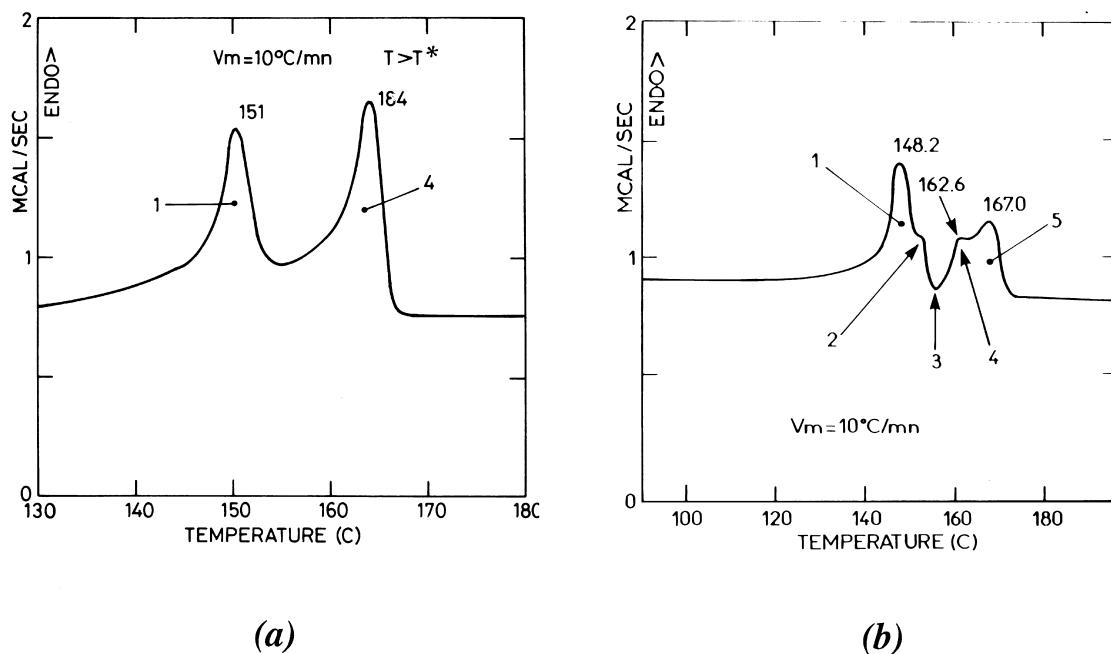 2
Vm=10°C/mn T>T*
ENDO>
151
1ε4
MCAL/SEC
1
4
1
0
130 140 150 160 170 180
TEMPERATURE (C)
(a)
2
ENDO>
148.2
1
162.6
167.0
MCAL/SEC
5
1
2
3
4
Vm=10°C/mn
0
100 120 140 160 180
TEMPERATURE (C)
(b)